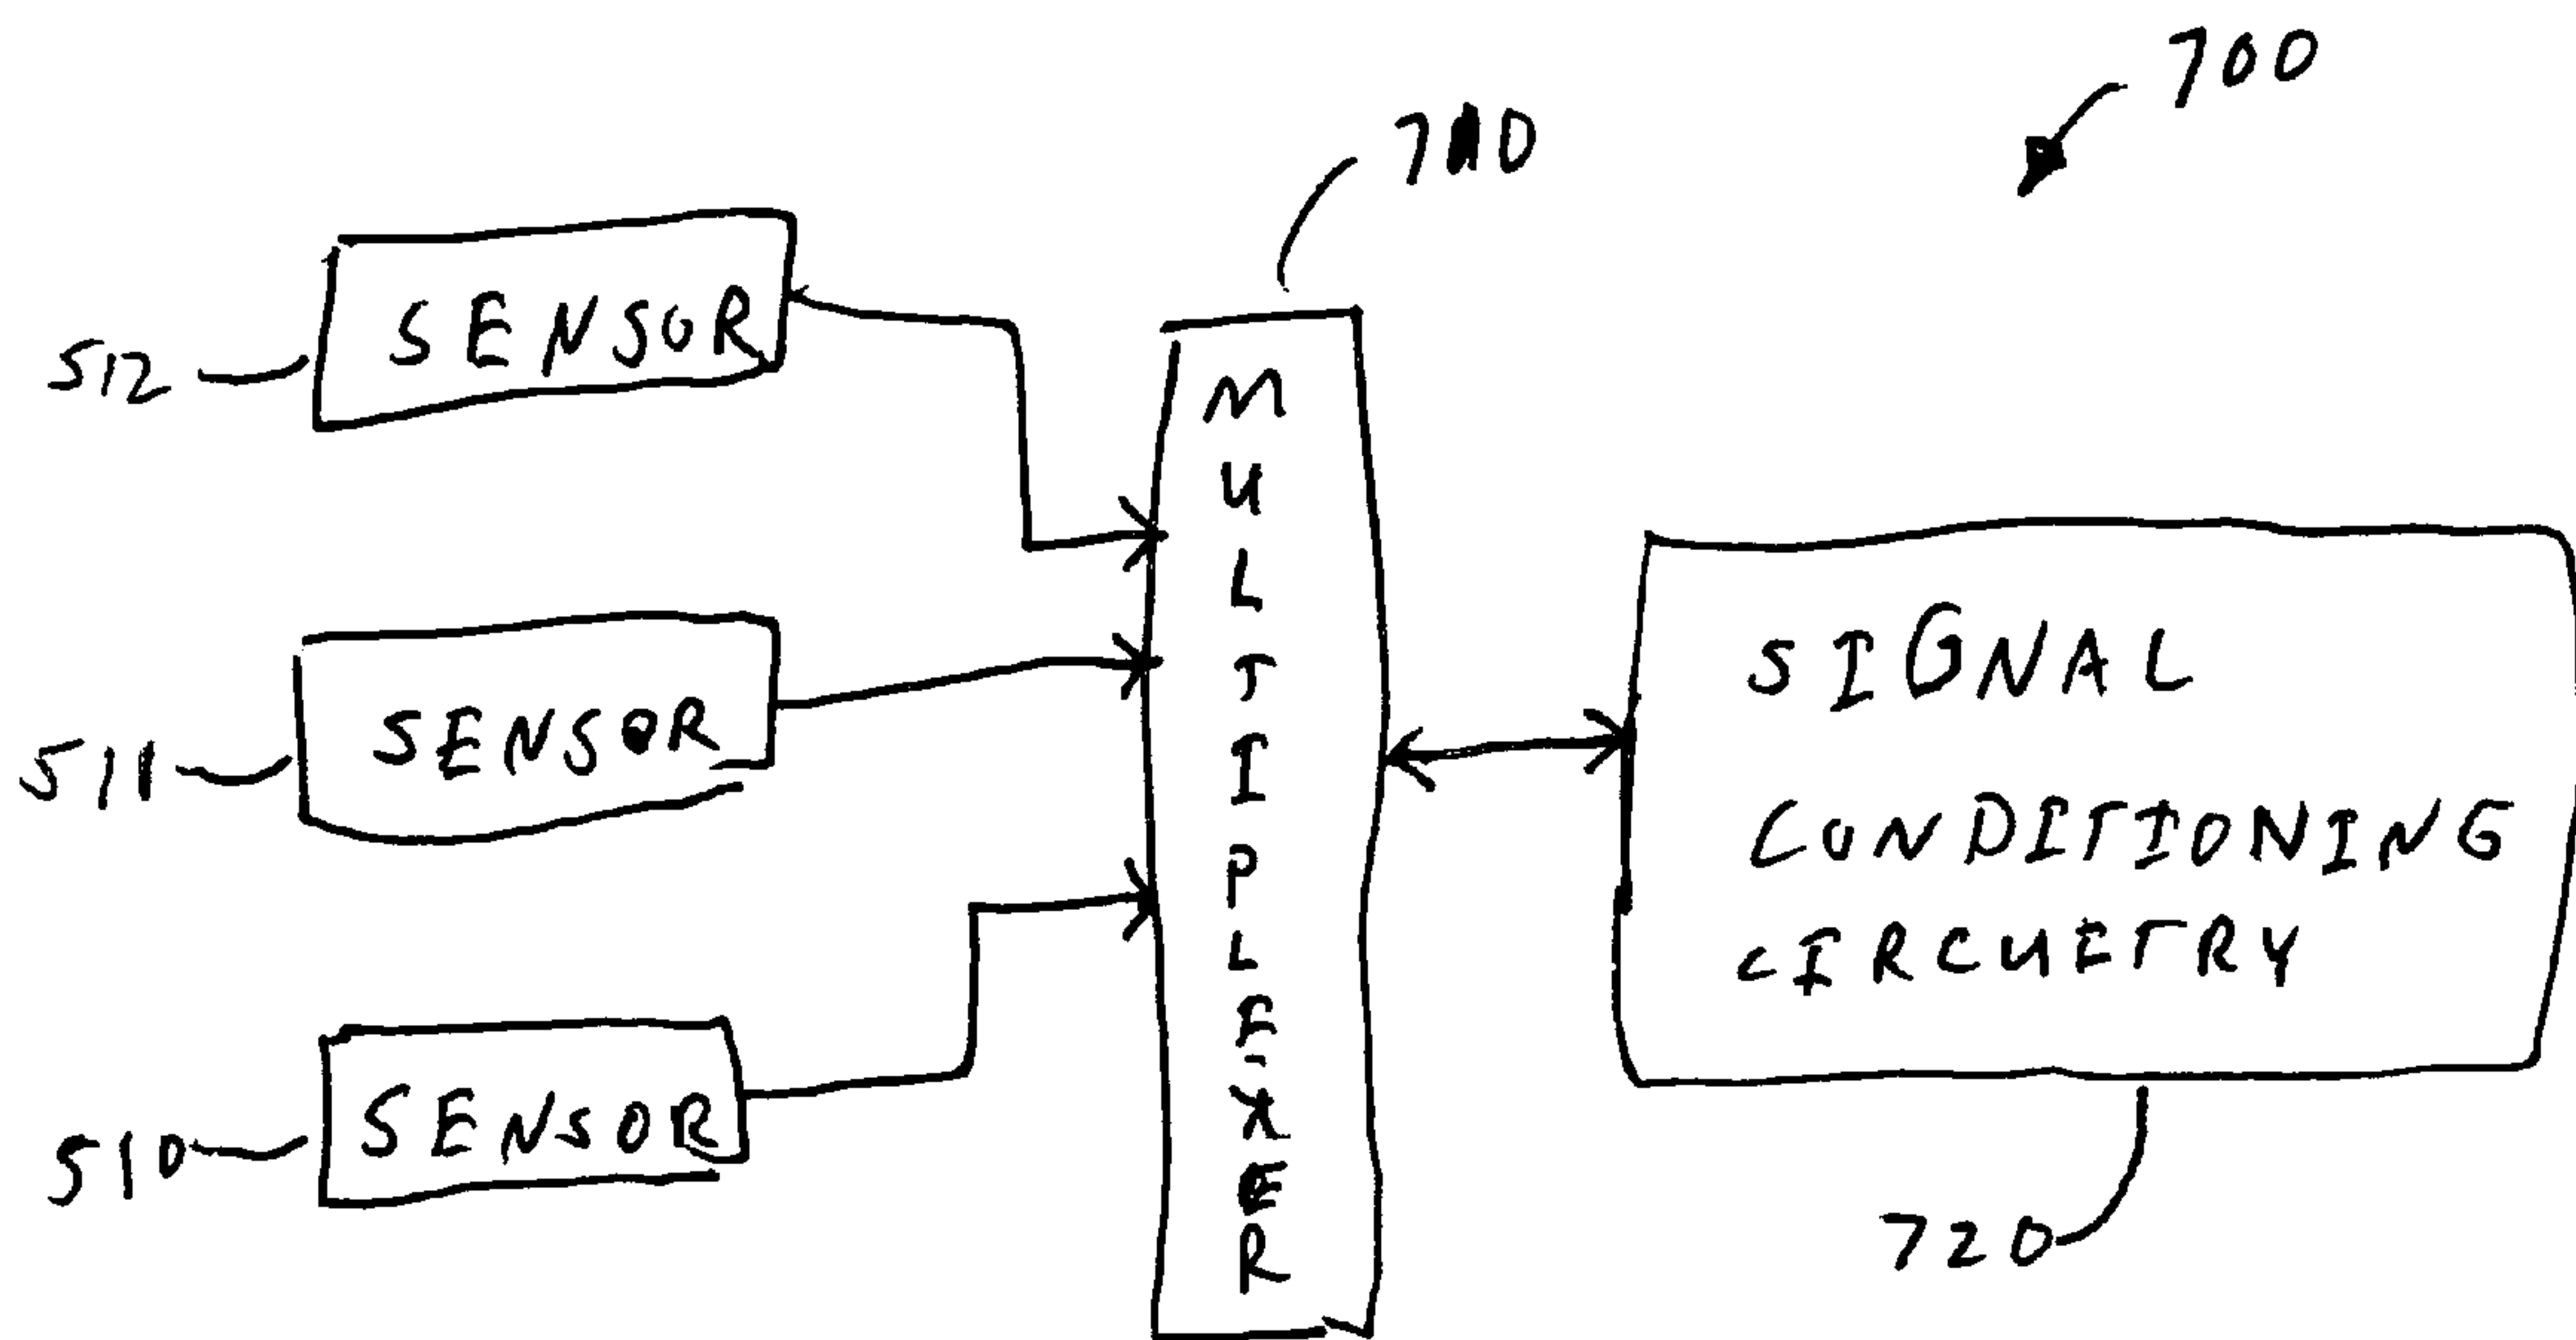 700
710
SENSOR
512
MULTIPLEXER
SIGNAL
SENSOR
511
CONDITIONING
CIRCUITRY
SENSOR
510
720